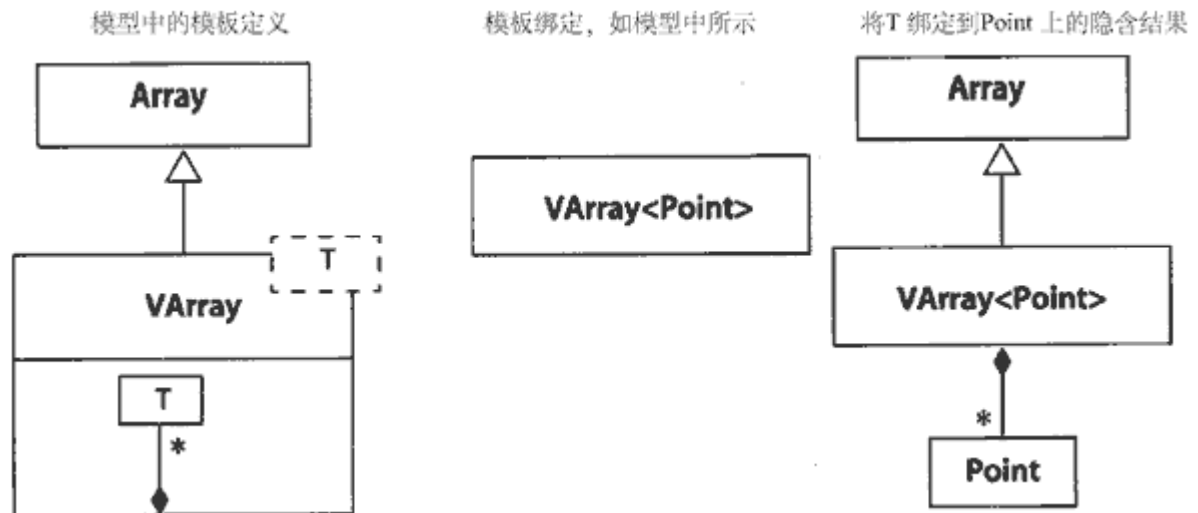 模型中的模板定义
模板绑定，如模型中所示
将T 绑定到Point 上的隐含结果
Array
T
VArray
T
*
VArray<Point>
Array
VArray<Point>
*
Point